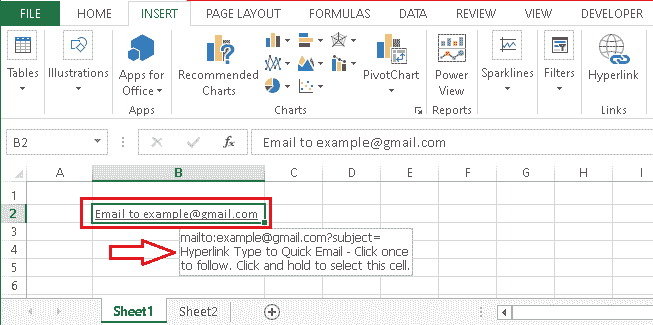 FILE HOME INSERT PAGE LAYOUT FORMULAS DATA REVIEW VIEW DEVELOPER
Tables Illustrations Apps for Office Recommended Charts PivotChart Power View Sparklines Filters Hyperlink
Apps Charts Reports Links
B2 fx Email to example@gmail.com
A B C D E F G H I
1
2 Email to example@gmail.com
3 mailto:example@gmail.com?subject=
4 Hyperlink Type to Quick Email - Click once
5 to follow. Click and hold to select this cell.
6
Sheet1 Sheet2